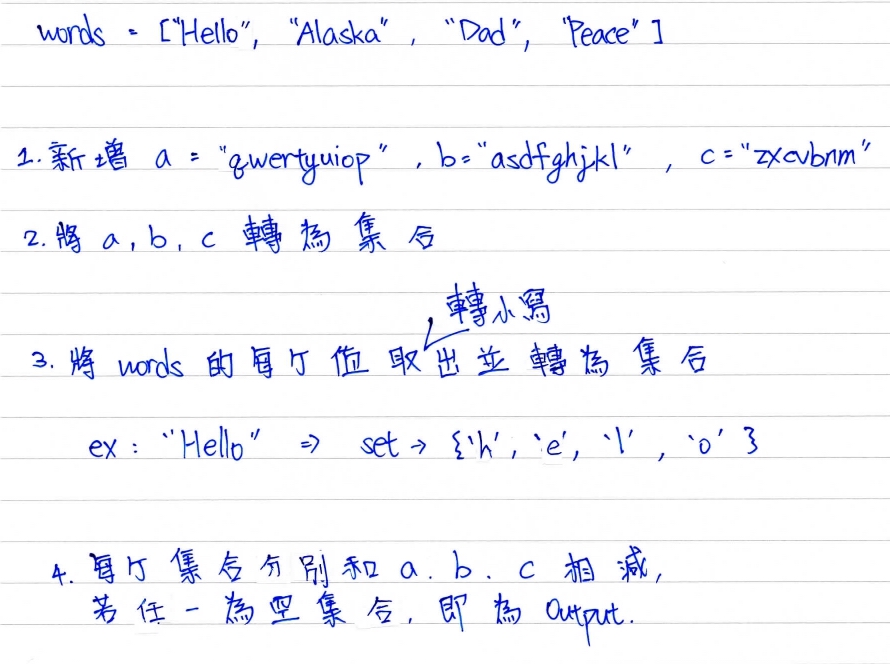 words = ["Hello", "Alaska", "Dad", "Peace"]
1. 新增 a = "qwertyuiop", b = "asdfghjkl", c = "zxcvbnm"
2. 將 a, b, c 轉為集合
轉小寫
3. 將 words 的每个值取出並轉為集合
ex : "Hello" => set → {'h', 'e', 'l', 'o'}
4. 每个集合分別和 a. b. c 相減,
若任一為空集合, 即為 Output.